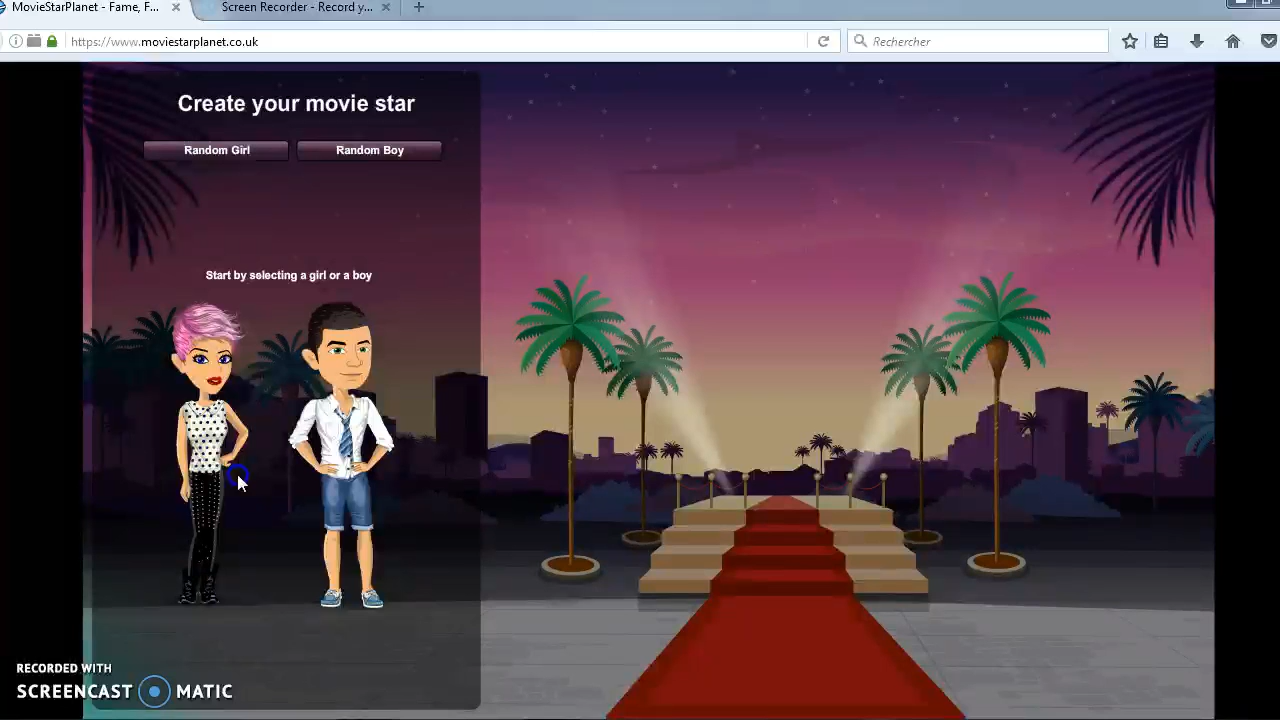 MovieStarPlanet - Fame, F...
Screen Recorder - Record y...
https://www.moviestarplanet.co.uk
Rechercher
Create your movie star
Random Girl
Random Boy
Start by selecting a girl or a boy
RECORDED WITH
SCREENCAST MATIC